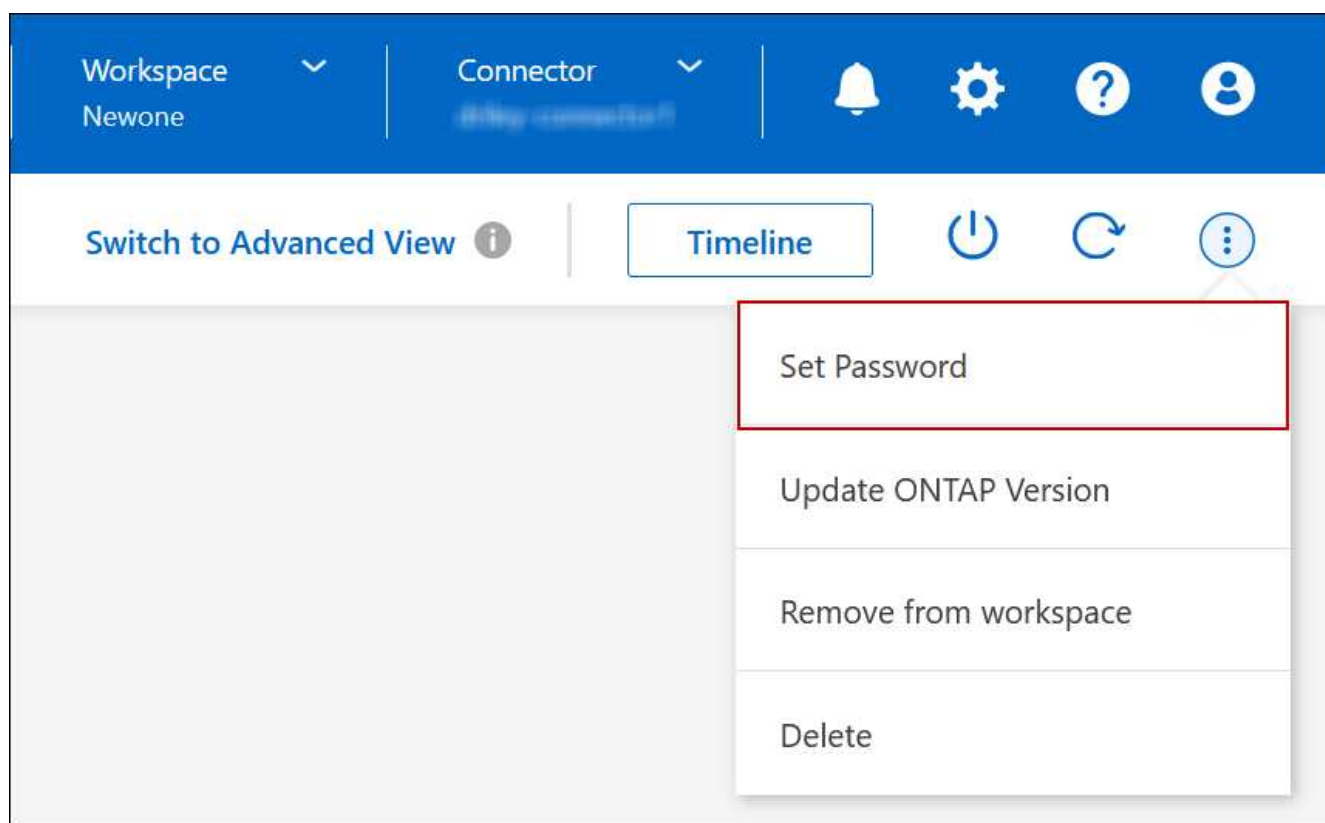 Workspace
Connector
Newone
Switch to Advanced View
Timeline
Set Password
Update ONTAP Version
Remove from workspace
Delete